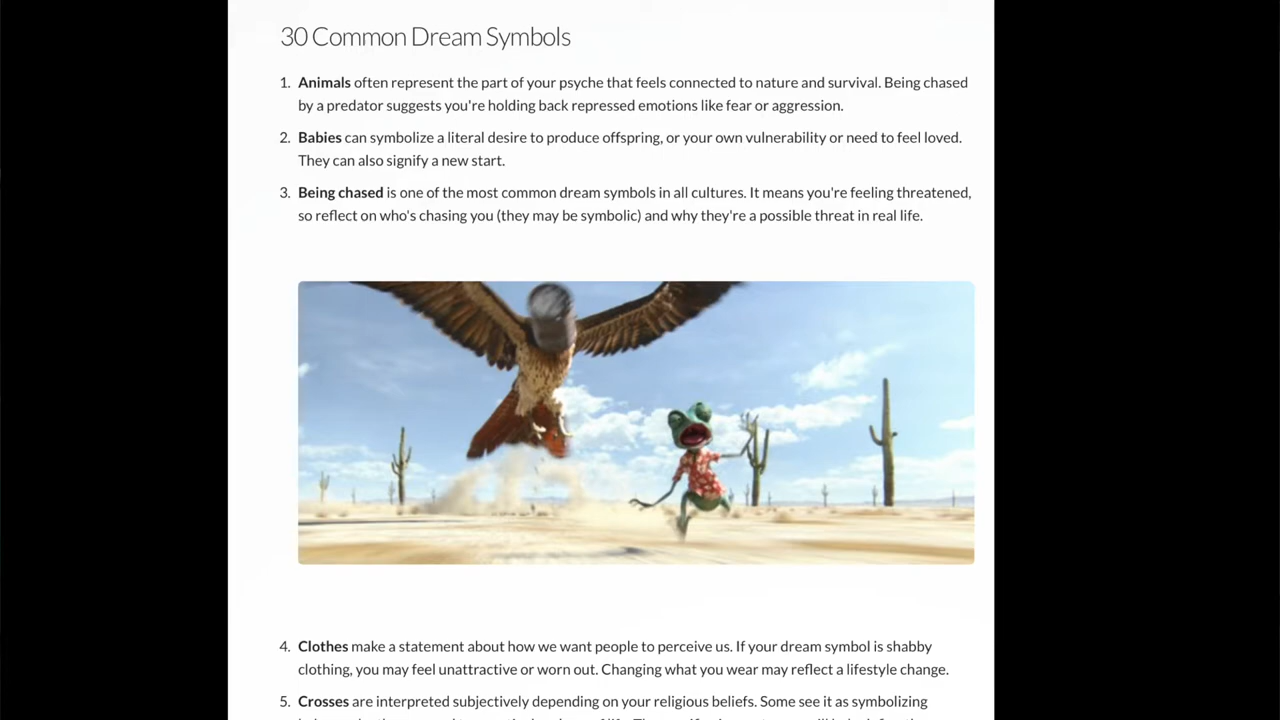 30 Common Dream Symbols
1. Animals often represent the part of your psyche that feels connected to nature and survival. Being chased
by a predator suggests you're holding back repressed emotions like fear or aggression.
2. Babies can symbolize a literal desire to produce offspring, or your own vulnerability or need to feel loved.
They can also signify a new start.
3. Being chased is one of the most common dream symbols in all cultures. It means you're feeling threatened,
so reflect on who's chasing you (they may be symbolic) and why they're a possible threat in real life.
4. Clothes make a statement about how we want people to perceive us. If your dream symbol is shabby
clothing, you may feel unattractive or worn out. Changing what you wear may reflect a lifestyle change.
5. Crosses are interpreted subjectively depending on your religious beliefs. Some see it as symbolizing